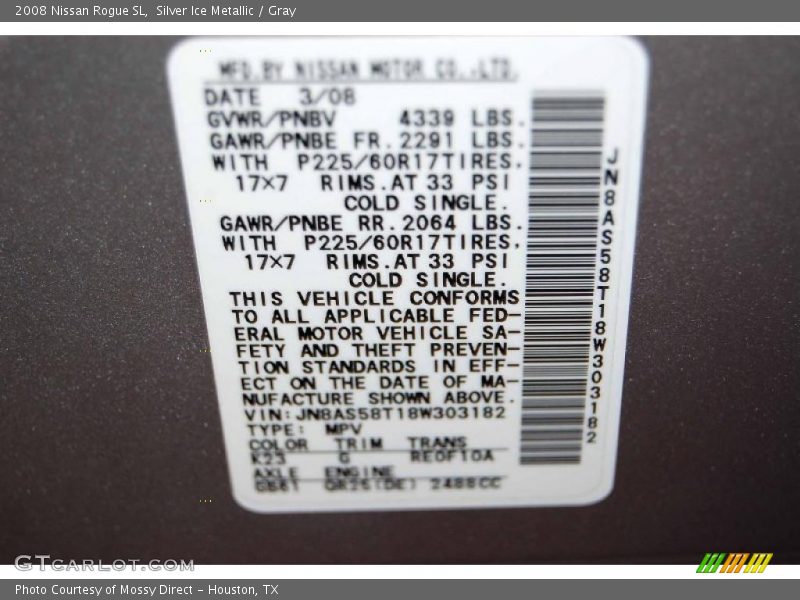 2008 Nissan Rogue SL,  Silver Ice Metallic / Gray
MFD.BY NISSAN MOTOR CO.,LTD.
DATE 3/08
GVWR/PNBV 4339 LBS.
GAWR/PNBE FR.2291 LBS.
WITH P225/60R17TIRES.
17×7 RIMS.AT 33 PSI
COLD SINGLE.
GAWR/PNBE RR.2064 LBS.
WITH P225/60R17TIRES.
17×7 RIMS.AT 33 PSI
COLD SINGLE.
THIS VEHICLE CONFORMS
TO ALL APPLICABLE FED-
ERAL MOTOR VEHICLE SA-
FETY AND THEFT PREVEN-
TION STANDARDS IN EFF-
ECT ON THE DATE OF MA-
NUFACTURE SHOWN ABOVE.
VIN:JN8AS58T18W303182
TYPE: MPV
COLOR TRIM TRANS
K23 G RE0F10A
AXLE ENGINE
GB61 QR25(DE) 2488CC
JN8AS58T18W303182
GTCARLOT.COM
Photo Courtesy of Mossy Direct – Houston, TX